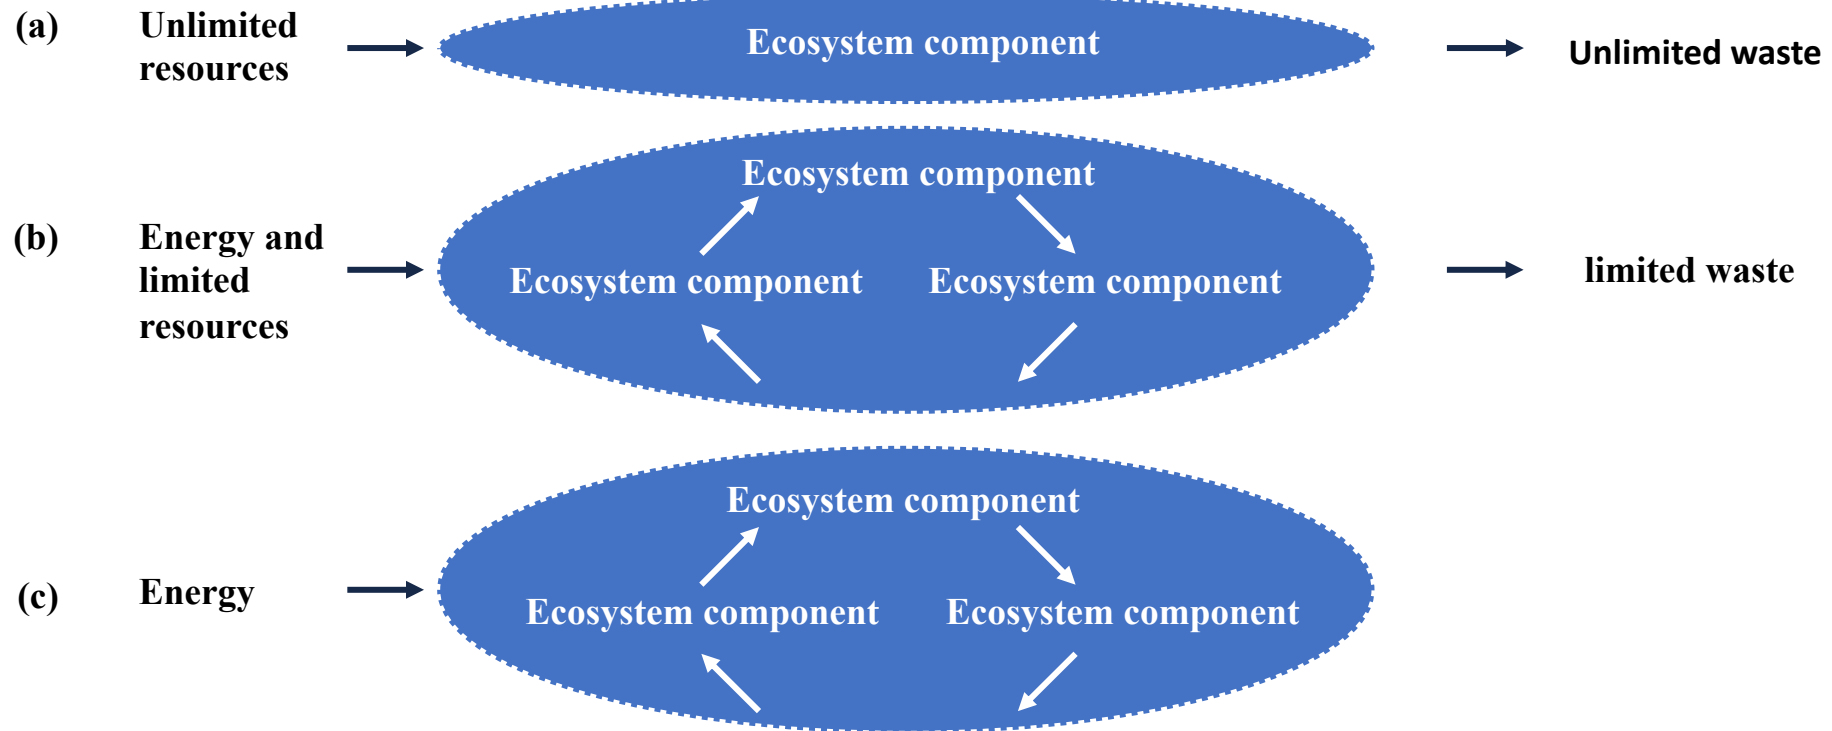 (a)
Unlimited
resources
Ecosystem component
Unlimited waste
Ecosystem component
(b)
Energy and
limited
resources
Ecosystem component
Ecosystem component
limited waste
Ecosystem component
(c)
Energy
Ecosystem component
Ecosystem component